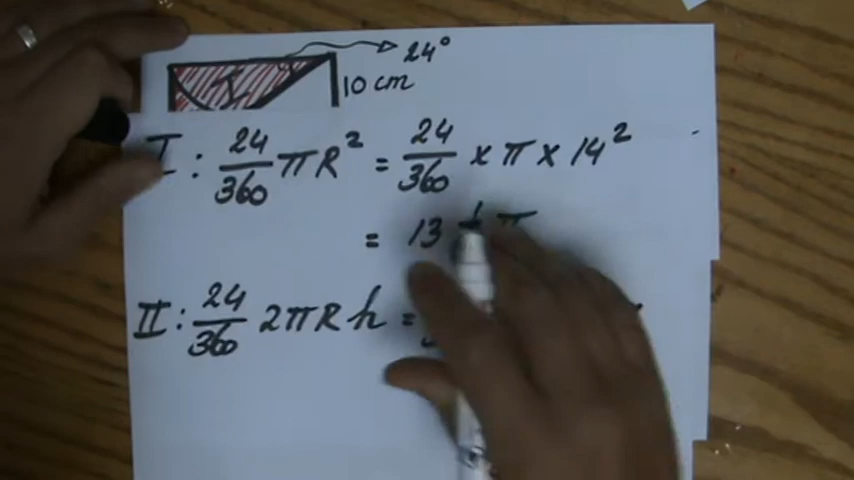 24°
I
10 cm
I : 24/360 πR² = 24/360 × π × 14²
= 13 π
II : 24/360 2πRh =